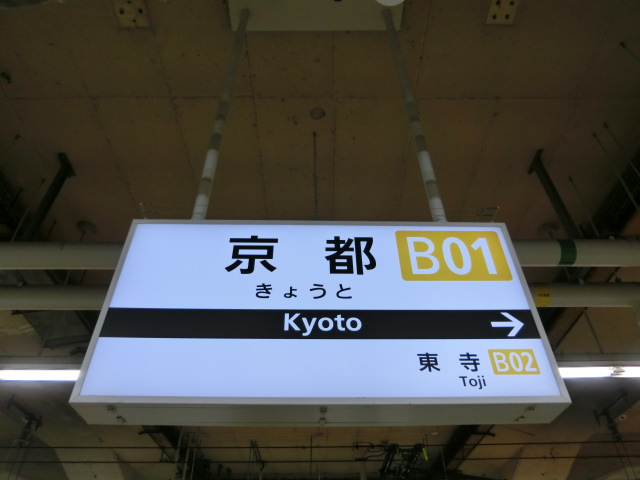 京都 B01
きょうと
Kyoto →
東寺 B02
Toji